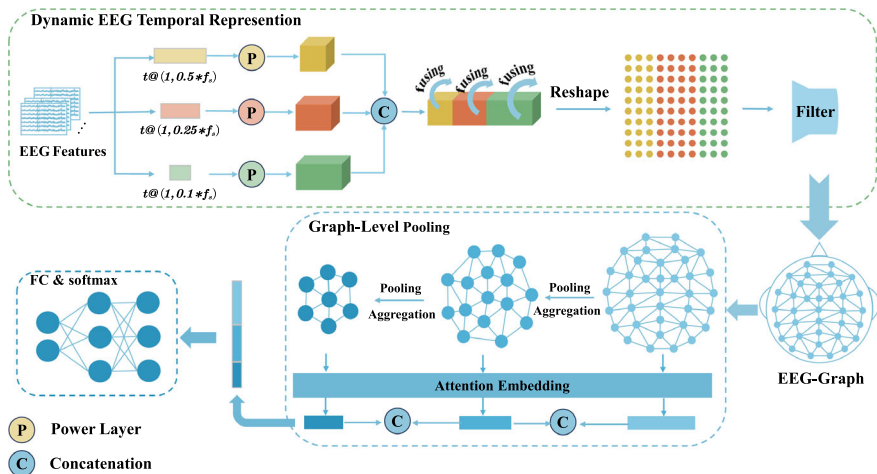 Dynamic EEG Temporal Represention
EEG Features
t@(1,0.5*fₛ)
P
t@(1,0.25*fₛ)
P
t@(1,0.1*fₛ)
P
C
fusing
fusing
fusing
Reshape
Filter
EEG-Graph
Graph-Level Pooling
Pooling
Aggregation
Pooling
Aggregation
Attention Embedding
C
C
FC & softmax
P Power Layer
C Concatenation